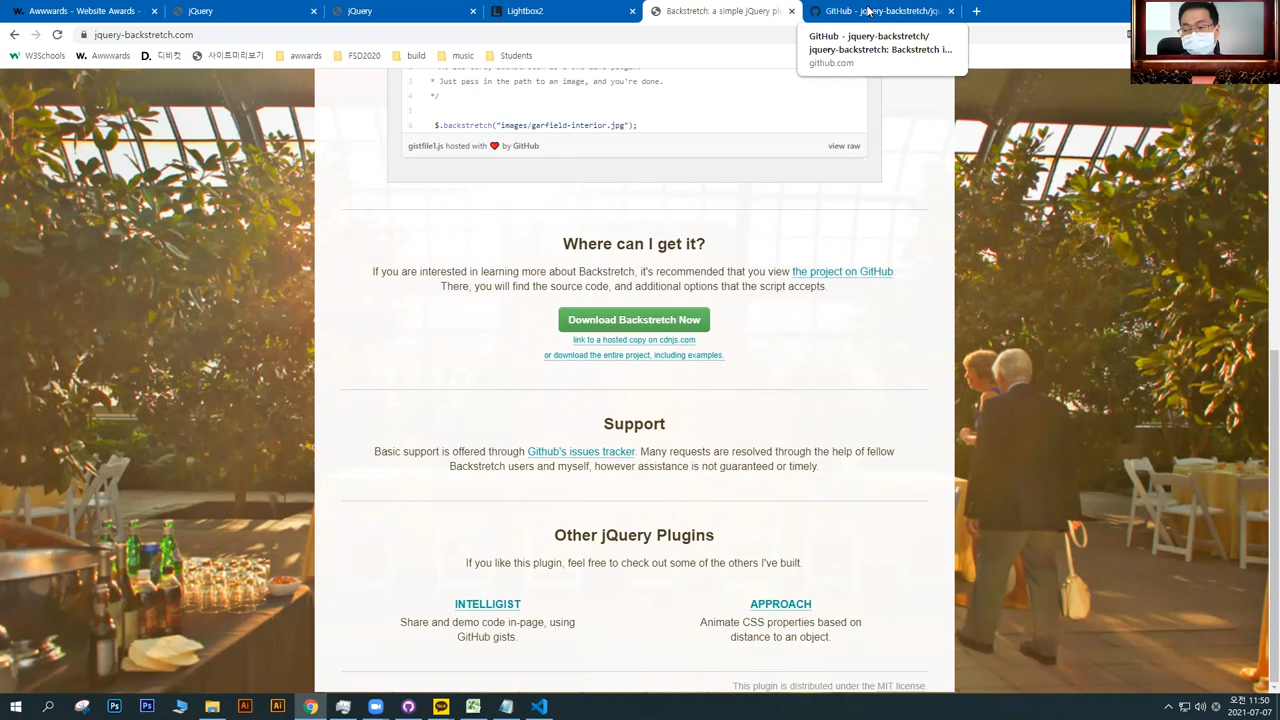 Awwwards - Website Awards -
jQuery
jQuery
Lightbox2
Backstretch: a simple jQuery plu
GitHub - jquery-backstretch/jqu
jquery-backstretch.com
W3Schools
Awwwards
디비컷
사이트미리보기
awwards
FSD2020
build
music
Students
GitHub - jquery-backstretch/
jquery-backstretch: Backstretch i...
github.com
3 * Just pass in the path to an image, and you're done.
4 */
5
6 $.backstretch("images/garfield-interior.jpg");
gistfile1.js hosted with ❤ by GitHub
view raw
Where can I get it?
If you are interested in learning more about Backstretch, it's recommended that you view the project on GitHub.
There, you will find the source code, and additional options that the script accepts.
Download Backstretch Now
link to a hosted copy on cdnjs.com
or download the entire project, including examples.
Support
Basic support is offered through Github's issues tracker. Many requests are resolved through the help of fellow
Backstretch users and myself, however assistance is not guaranteed or timely.
Other jQuery Plugins
If you like this plugin, feel free to check out some of the others I've built.
INTELLIGIST
Share and demo code in-page, using
GitHub gists.
APPROACH
Animate CSS properties based on
distance to an object.
This plugin is distributed under the MIT license.
오전 11:50
2021-07-07